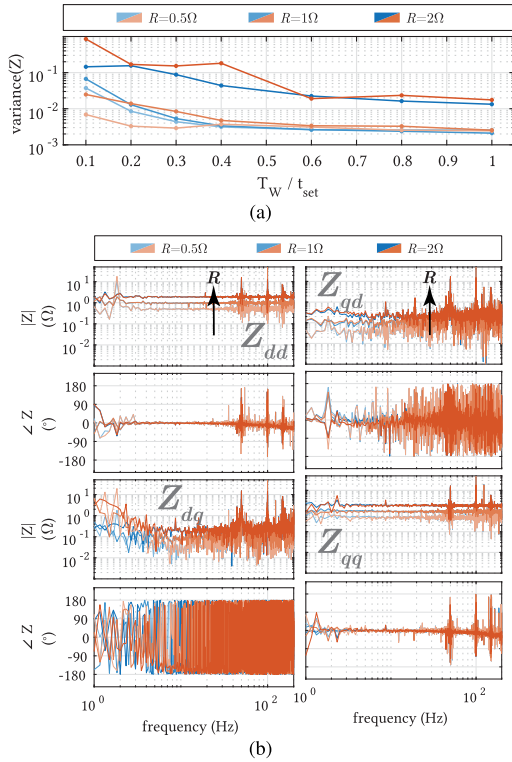 R=0.5Ω R=1Ω R=2Ω
variance(Z)
10⁻¹
10⁻²
10⁻³
0.1 0.2 0.3 0.4 0.5 0.6 0.7 0.8 0.9 1
T_W / t_set
(a)
R=0.5Ω R=1Ω R=2Ω
|Z| (Ω)
10¹
10⁰
10⁻¹
10⁻²
R
Z_dd
R
Z_qd
∠ Z (°)
180
90
0
-90
-180
|Z| (Ω)
10¹
10⁰
10⁻¹
10⁻²
Z_dq
Z_qq
∠ Z (°)
180
90
0
-90
-180
10⁰ 10² 10⁰ 10²
frequency (Hz) frequency (Hz)
(b)